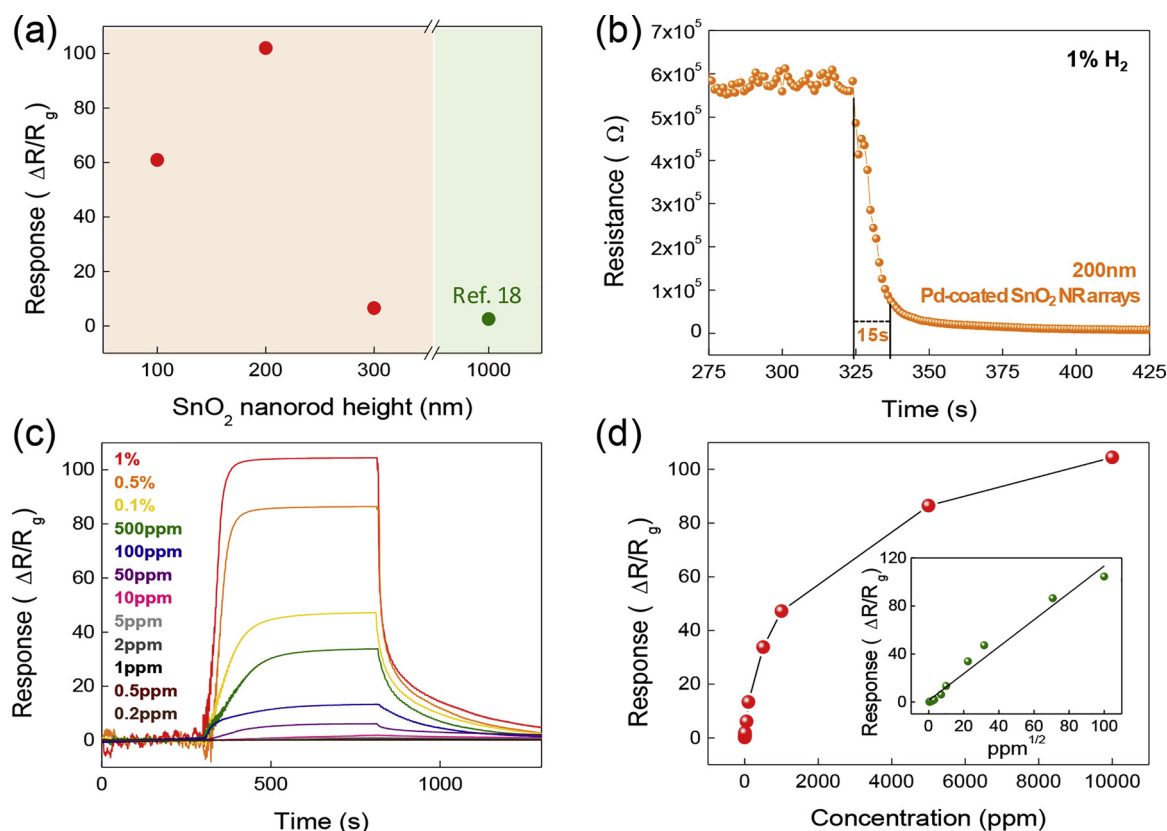 (a)
100
80
60
40
20
0
Response ( ΔR/Rg)
Ref. 18
100 200 300 1000
SnO2 nanorod height (nm)
(b)
1% H2
7x10^5
6x10^5
5x10^5
4x10^5
3x10^5
2x10^5
1x10^5
0
Resistance ( Ω)
200nm
Pd-coated SnO2 NR arrays
15s
275 300 325 350 375 400 425
Time (s)
(c)
100
80
60
40
20
0
Response ( ΔR/Rg)
1%
0.5%
0.1%
500ppm
100ppm
50ppm
10ppm
5ppm
2ppm
1ppm
0.5ppm
0.2ppm
0 500 1000
Time (s)
(d)
100
80
60
40
20
0
Response ( ΔR/Rg)
120
80
40
0
Response ( ΔR/Rg)
0 20 40 60 80 100
ppm^1/2
0 2000 4000 6000 8000 10000
Concentration (ppm)